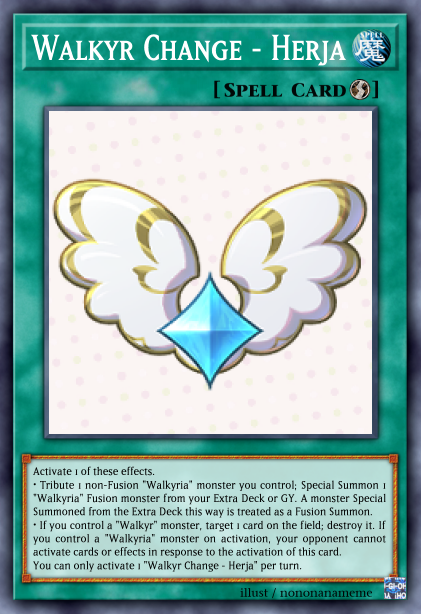 Walkyr Change - Herja
SPELL
魔
[Spell Card]
Activate 1 of these effects.
• Tribute 1 non-Fusion "Walkyria" monster you control; Special Summon 1
"Walkyria" Fusion monster from your Extra Deck or GY. A monster Special
Summoned from the Extra Deck this way is treated as a Fusion Summon.
• If you control a "Walkyr" monster, target 1 card on the field; destroy it. If
you control a "Walkyria" monster on activation, your opponent cannot
activate cards or effects in response to the activation of this card.
You can only activate 1 "Walkyr Change - Herja" per turn.
illust / nononanameme